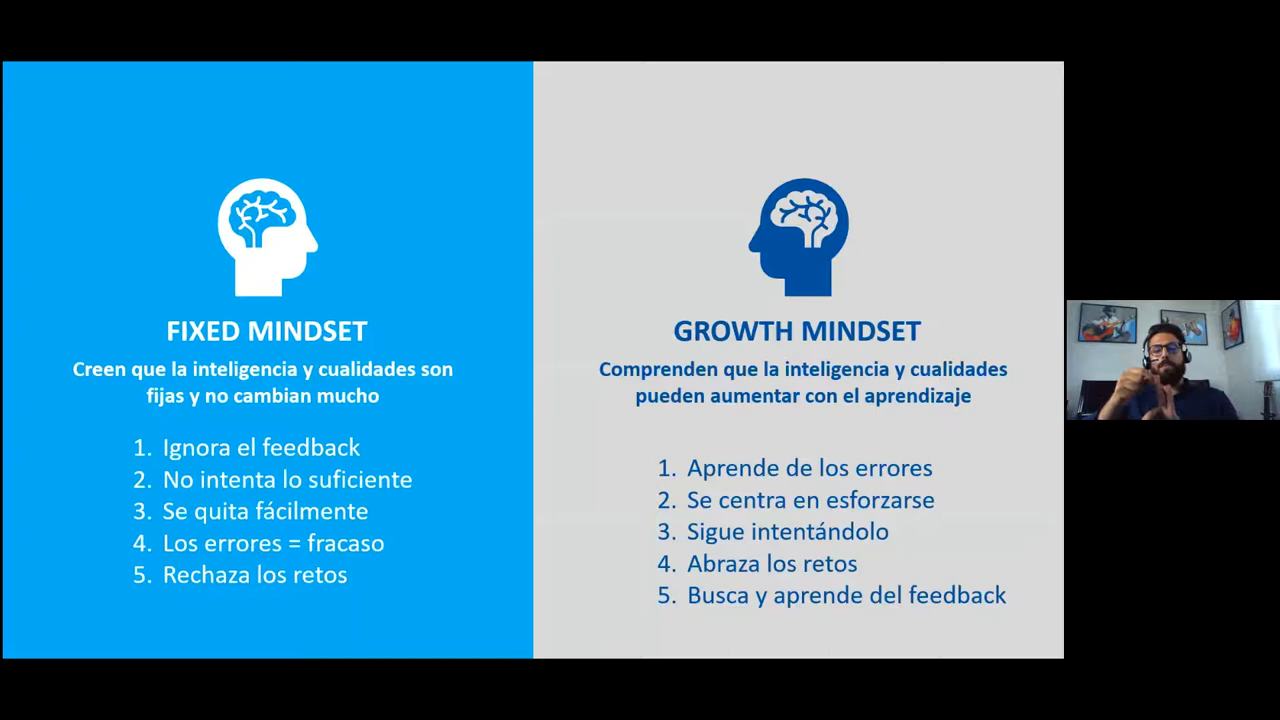 FIXED MINDSET
Creen que la inteligencia y cualidades son
fijas y no cambian mucho
1. Ignora el feedback
2. No intenta lo suficiente
3. Se quita fácilmente
4. Los errores = fracaso
5. Rechaza los retos
GROWTH MINDSET
Comprenden que la inteligencia y cualidades
pueden aumentar con el aprendizaje
1. Aprende de los errores
2. Se centra en esforzarse
3. Sigue intentándolo
4. Abraza los retos
5. Busca y aprende del feedback